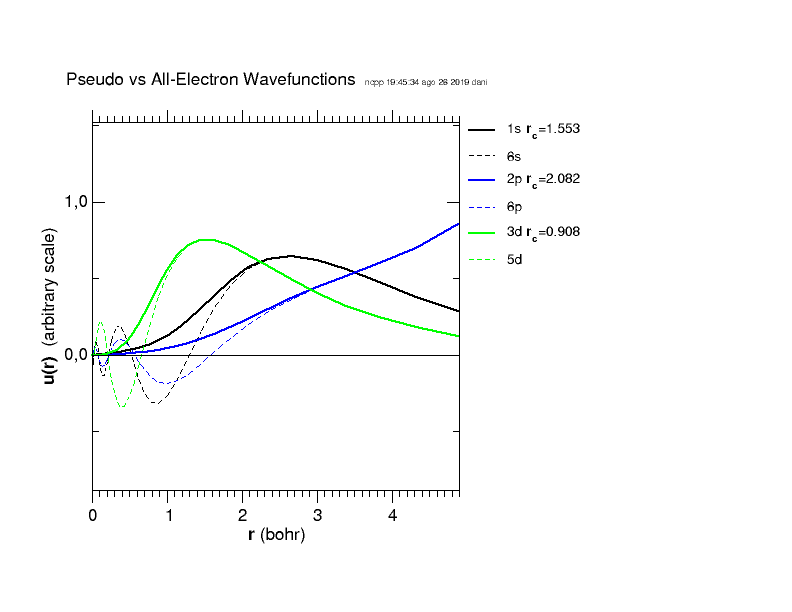 Pseudo vs All-Electron Wavefunctions ncpp 19:45:34 ago 26 2019 dani
1s rc=1.553
6s
2p rc=2.082
6p
3d rc=0.908
5d
1,0
0,0
u(r) (arbitrary scale)
0 1 2 3 4
r (bohr)